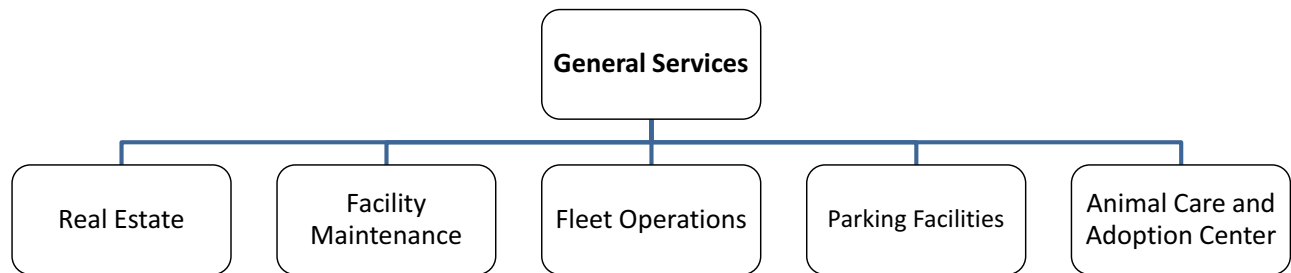 General Services
Real Estate
Facility
Maintenance
Fleet Operations
Parking Facilities
Animal Care and
Adoption Center